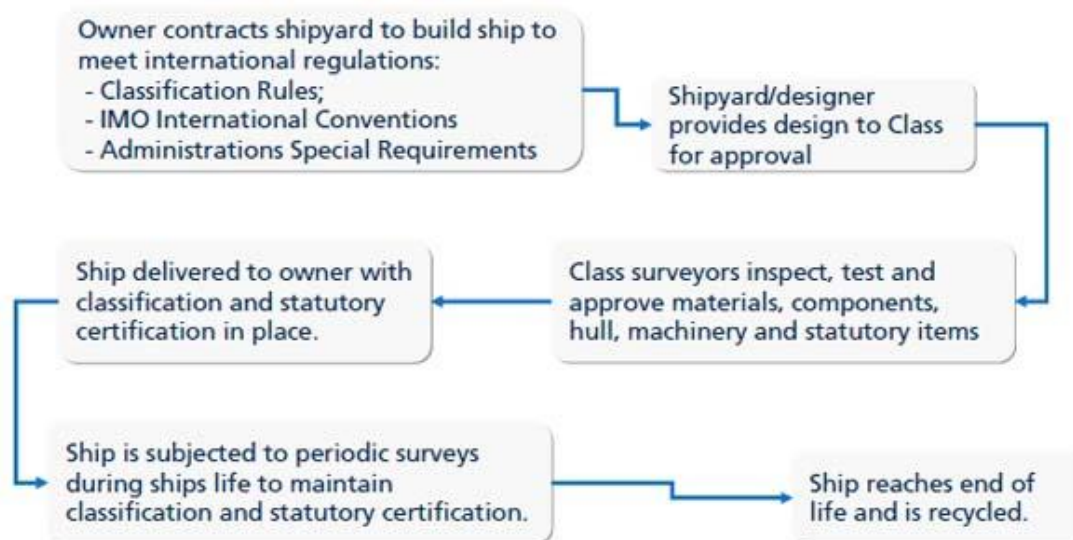 Owner contracts shipyard to build ship to
meet international regulations:
- Classification Rules;
- IMO International Conventions
- Administrations Special Requirements
Shipyard/designer
provides design to Class
for approval
Class surveyors inspect, test and
approve materials, components,
hull, machinery and statutory items
Ship delivered to owner with
classification and statutory
certification in place.
Ship is subjected to periodic surveys
during ships life to maintain
classification and statutory certification.
Ship reaches end of
life and is recycled.